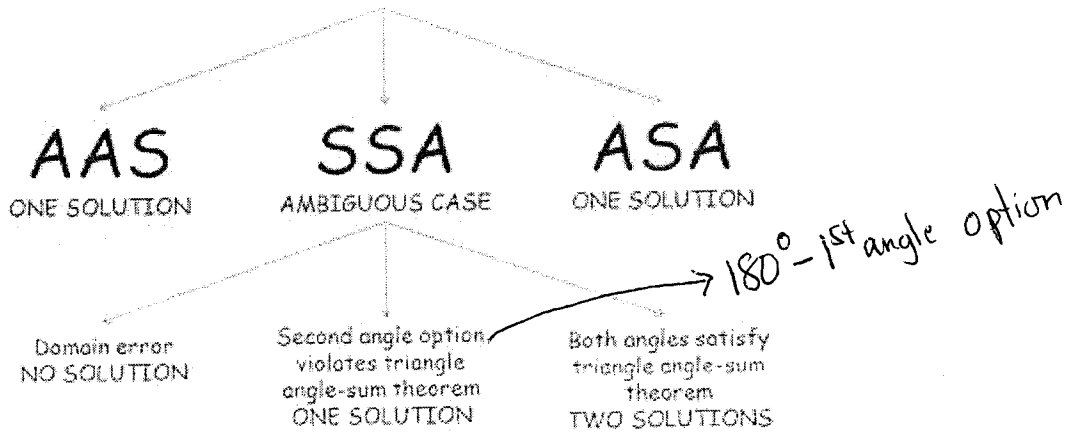 AAS
ONE SOLUTION
SSA
AMBIGUOUS CASE
ASA
ONE SOLUTION
180° - 1st angle option
Domain error
NO SOLUTION
Second angle option
violates triangle
angle-sum theorem
ONE SOLUTION
Both angles satisfy
triangle angle-sum
theorem
TWO SOLUTIONS